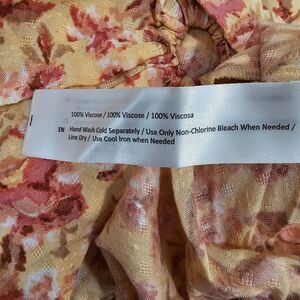 100% Viscose / 100% Viscose / 100% Viscosa
EN Hand Wash Cold Separately / Use Only Non-Chlorine Bleach When Needed /
Line Dry / Use Cool Iron when Needed